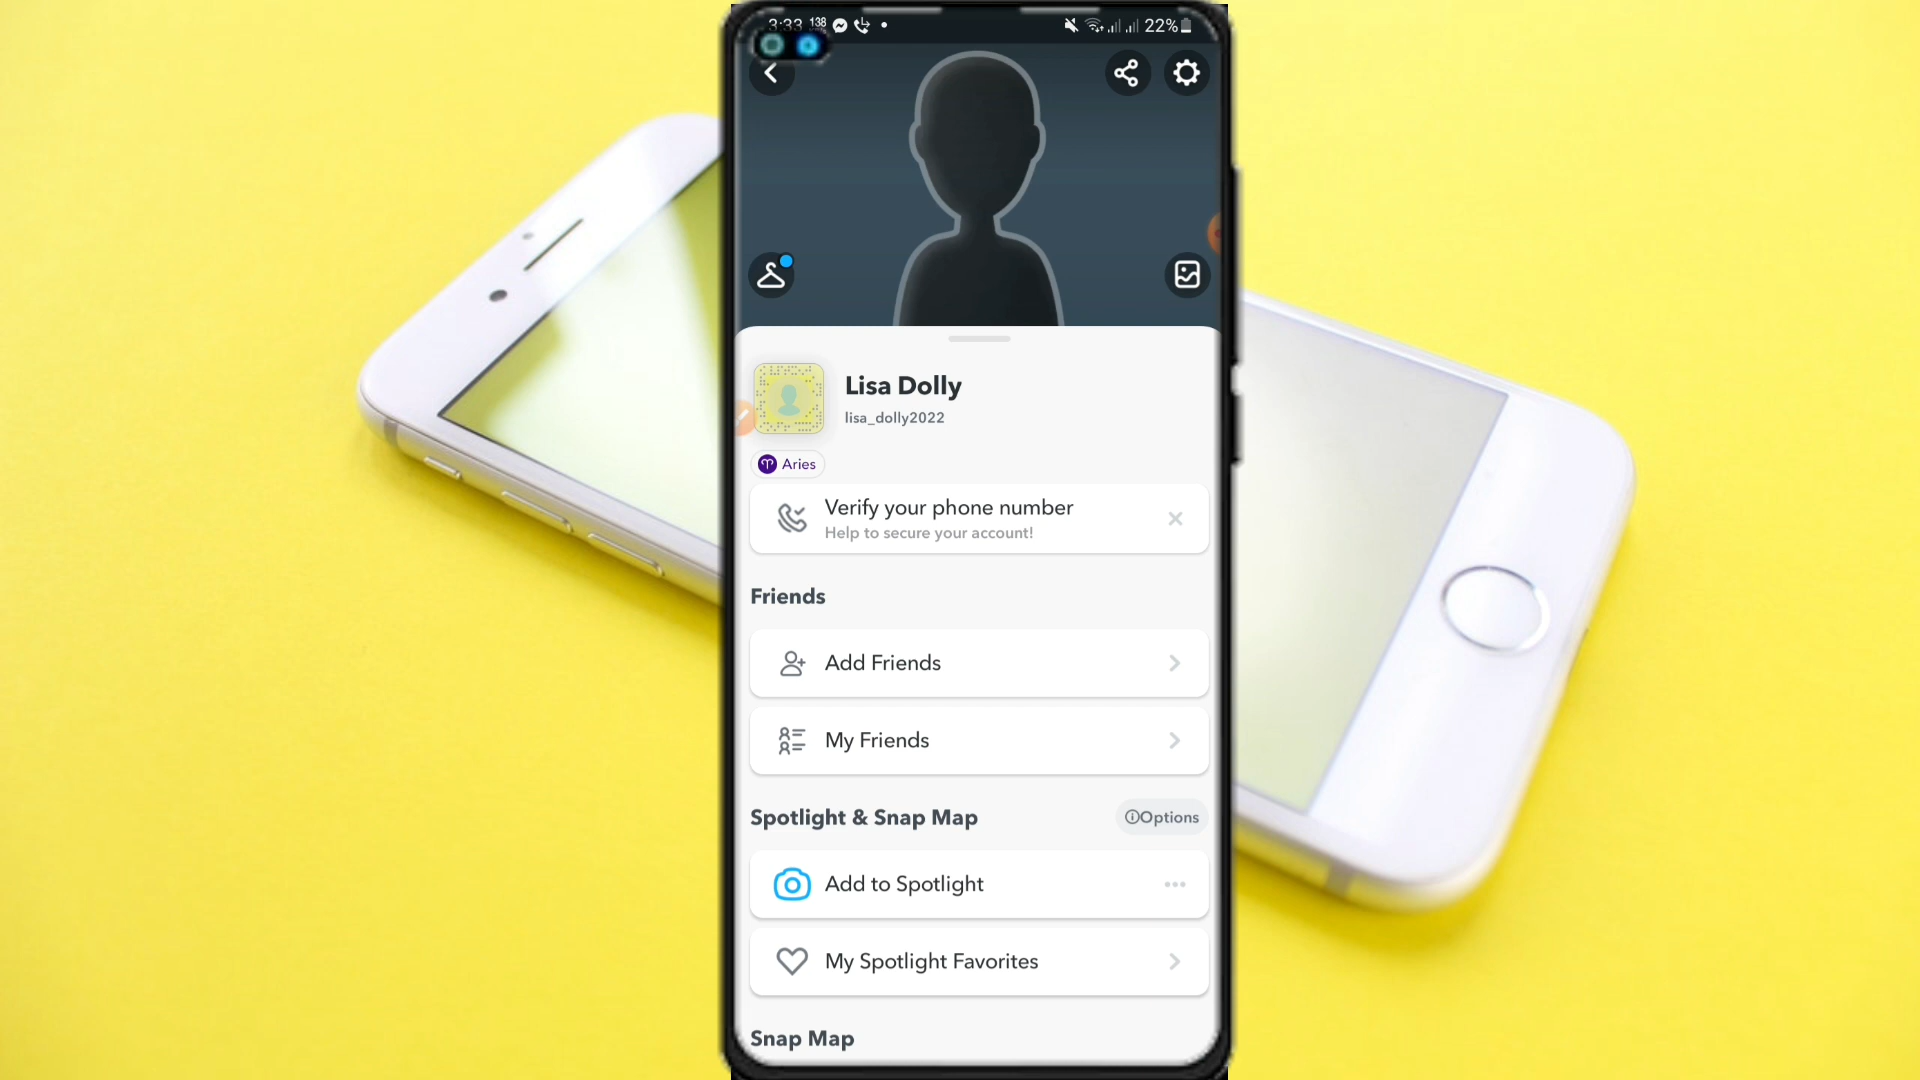 3:33 138 22%
Lisa Dolly
lisa_dolly2022
Aries
Verify your phone number
Help to secure your account!
Friends
Add Friends
My Friends
Spotlight & Snap Map
Options
Add to Spotlight
My Spotlight Favorites
Snap Map